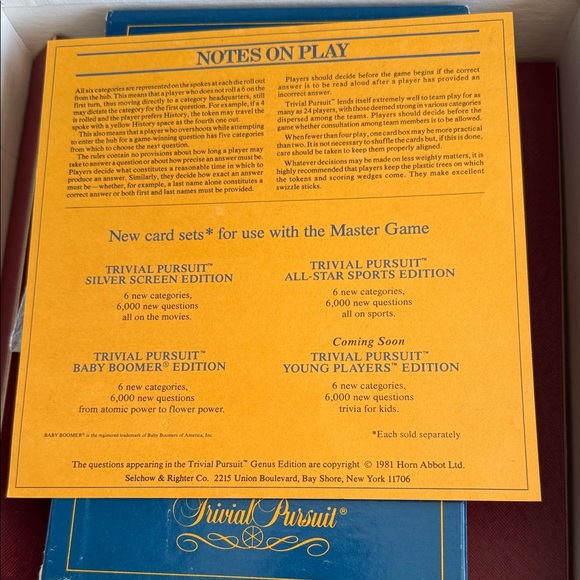 NOTES ON PLAY
All six categories are represented on the spokes at each die roll out
from the hub. This means that a player who does not roll a 6 on the
first turn, thus moving directly to a category headquarters, still
may dictate the category for the first question. For example, if a 4
is rolled and the player prefers History, the token may travel the
spoke with a yellow History space at the fourth one out.
This also means that a player who overshoots while attempting
to enter the hub for a game-winning question has five categories
from which to choose the next question.
The rules contain no provisions about how long a player may
take to answer a question or about how precise an answer must be.
Players decide what constitutes a reasonable time in which to
produce an answer. Similarly, they decide how exact an answer
must be—whether, for example, a last name alone constitutes a
correct answer or both first and last names must be provided.
Players should decide before the game begins if the correct
answer is to be read aloud after a player has provided an
incorrect answer.
Trivial Pursuit™ lends itself extremely well to team play for as
many as 24 players, with those deemed strong in various categories
dispersed among the teams. Players should decide before the
game whether consultation among team members is to be allowed.
When fewer than four play, one card box may be more practical
than two. It is not necessary to shuffle the cards but, if this is done,
care should be taken to keep them properly aligned.
Whatever decisions may be made on less weighty matters, it is
highly recommended that players keep the plastic trees on which
the tokens and scoring wedges come. They make excellent
swizzle sticks.
New card sets* for use with the Master Game
TRIVIAL PURSUIT™
SILVER SCREEN EDITION
6 new categories,
6,000 new questions
all on the movies.
TRIVIAL PURSUIT™
ALL-STAR SPORTS EDITION
6 new categories,
6,000 new questions
all on sports.
TRIVIAL PURSUIT™
BABY BOOMER® EDITION
6 new categories,
6,000 new questions
from atomic power to flower power.
Coming Soon
TRIVIAL PURSUIT™
YOUNG PLAYERS™ EDITION
6 new categories,
6,000 new questions
trivia for kids.
BABY BOOMER® is the registered trademark of Baby Boomers of America, Inc.
*Each sold separately
The questions appearing in the Trivial Pursuit™ Genus Edition are copyright © 1981 Horn Abbot Ltd.
Selchow & Righter Co. 2215 Union Boulevard, Bay Shore, New York 11706
Trivial Pursuit®